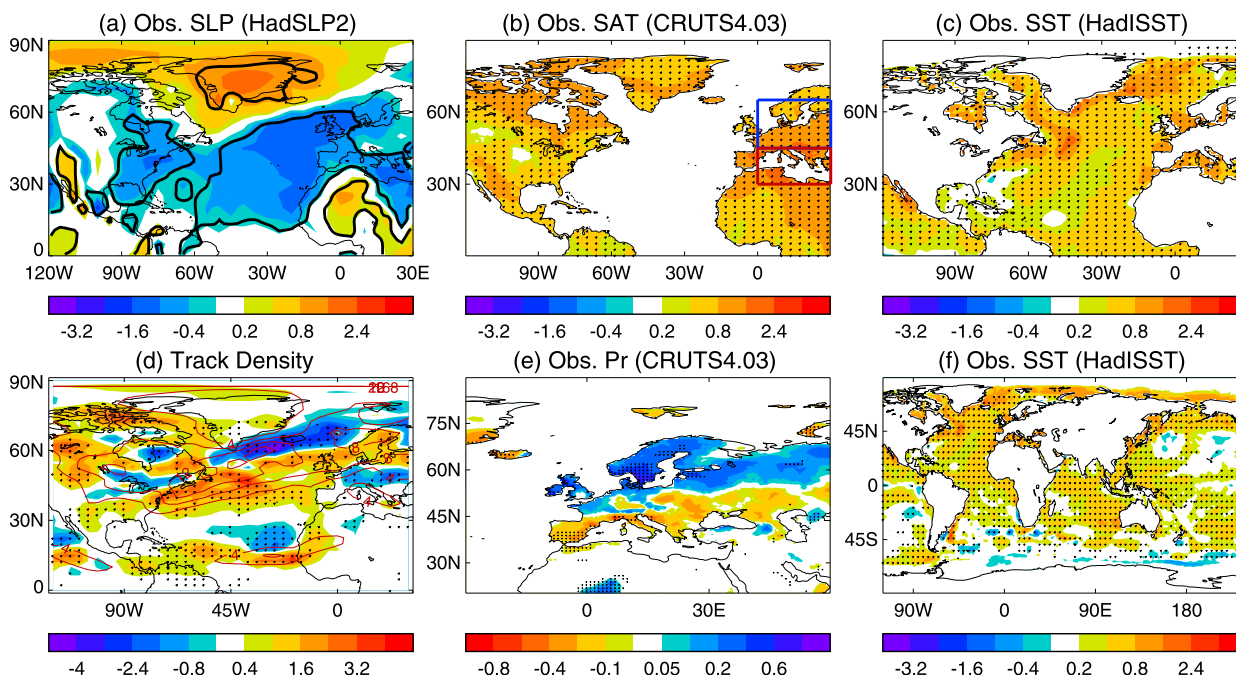 (a) Obs. SLP (HadSLP2)
(b) Obs. SAT (CRUTS4.03)
(c) Obs. SST (HadISST)
90N
60N
30N
0
120W 90W 60W 30W 0 30E
90N
60N
30N
90W 60W 30W 0
90N
60N
30N
90W 60W 30W 0
-3.2 -1.6 -0.4 0.2 0.8 2.4
-3.2 -1.6 -0.4 0.2 0.8 2.4
-3.2 -1.6 -0.4 0.2 0.8 2.4
(d) Track Density
(e) Obs. Pr (CRUTS4.03)
(f) Obs. SST (HadISST)
90N
60N
30N
0
90W 45W 0
75N
60N
45N
30N
0 30E
45N
0
45S
90W 0 90E 180
-4 -2.4 -0.8 0.4 1.6 3.2
-0.8 -0.4 -0.1 0.05 0.2 0.6
-3.2 -1.6 -0.4 0.2 0.8 2.4